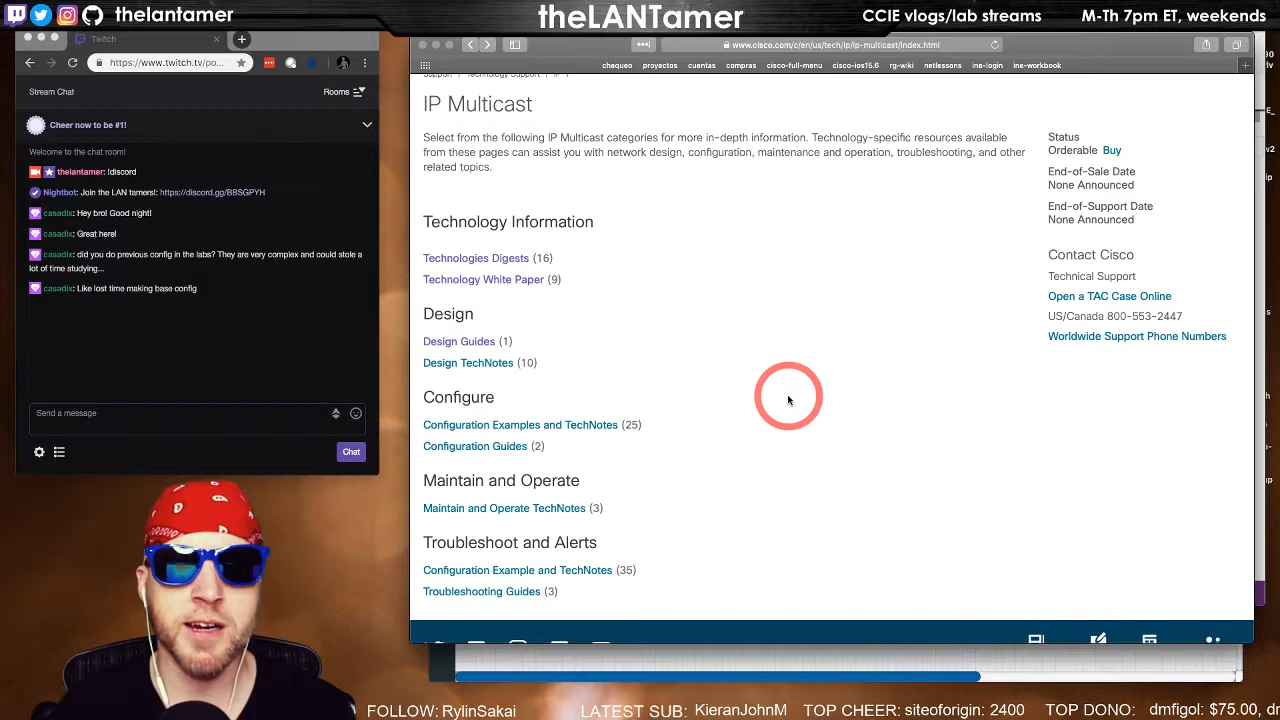 thelantamer
theLANTamer
CCIE vlogs/lab streams
M-Th 7pm ET, weekends
Twitch
https://www.twitch.tv/po...
Stream Chat
Rooms
Cheer now to be #1!
Welcome to the chat room!
thelantamer: !discord
Nightbot: Join the LAN tamers!: https://discord.gg/BBSGPYH
casadix: Hey bro! Good night!
casadix: Great here!
casadix: did you do previous config in the labs? They are very complex and could stole a
lot of time studying...
casadix: Like lost time making base config
Send a message
Chat
www.cisco.com/c/en/us/tech/ip/ip-multicast/index.html
chequeo proyectos cuentas compras cisco-full-menu cisco-ios15.6 rg-wiki netlessons ine-login ine-workbook
Support / Technology Support / IP /
IP Multicast
Select from the following IP Multicast categories for more in-depth information. Technology-specific resources available
from these pages can assist you with network design, configuration, maintenance and operation, troubleshooting, and other
related topics.
Technology Information
Technologies Digests (16)
Technology White Paper (9)
Design
Design Guides (1)
Design TechNotes (10)
Configure
Configuration Examples and TechNotes (25)
Configuration Guides (2)
Maintain and Operate
Maintain and Operate TechNotes (3)
Troubleshoot and Alerts
Configuration Example and TechNotes (35)
Troubleshooting Guides (3)
Status
Orderable Buy
End-of-Sale Date
None Announced
End-of-Support Date
None Announced
Contact Cisco
Technical Support
Open a TAC Case Online
US/Canada 800-553-2447
Worldwide Support Phone Numbers
FOLLOW: RylinSakai
LATEST SUB: KieranJohnM
TOP CHEER: siteoforigin: 2400
TOP DONO: dmfigol: $75.00, dn